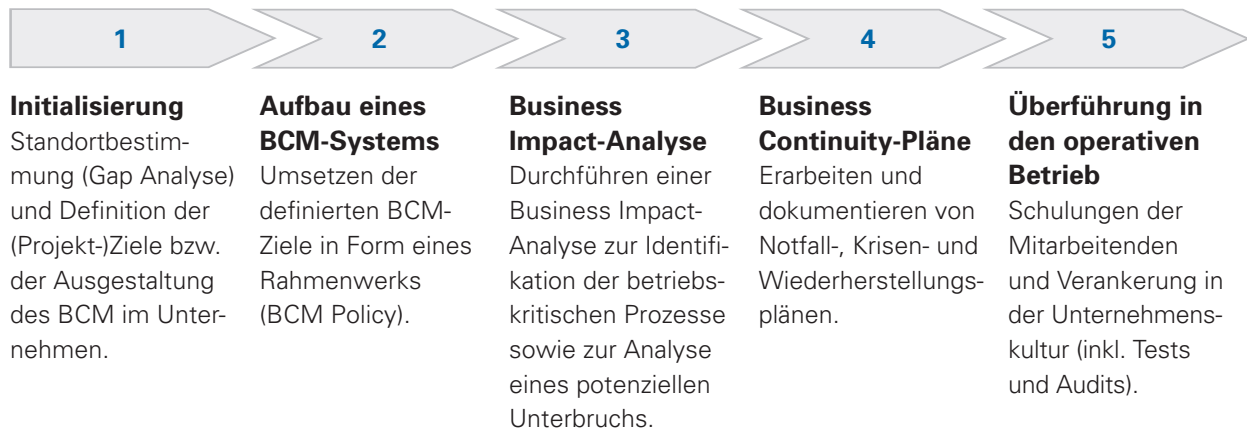 1
2
3
4
5
Initialisierung
Standortbestim-
mung (Gap Analyse)
und Definition der
(Projekt-)Ziele bzw.
der Ausgestaltung
des BCM im Unter-
nehmen.
Aufbau eines
BCM-Systems
Umsetzen der
definierten BCM-
Ziele in Form eines
Rahmenwerks
(BCM Policy).
Business
Impact-Analyse
Durchführen einer
Business Impact-
Analyse zur Identifi-
kation der betriebs-
kritischen Prozesse
sowie zur Analyse
eines potenziellen
Unterbruchs.
Business
Continuity-Pläne
Erarbeiten und
dokumentieren von
Notfall-, Krisen- und
Wiederherstellungs-
plänen.
Überführung in
den operativen
Betrieb
Schulungen der
Mitarbeitenden
und Verankerung in
der Unternehmens-
kultur (inkl. Tests
und Audits).